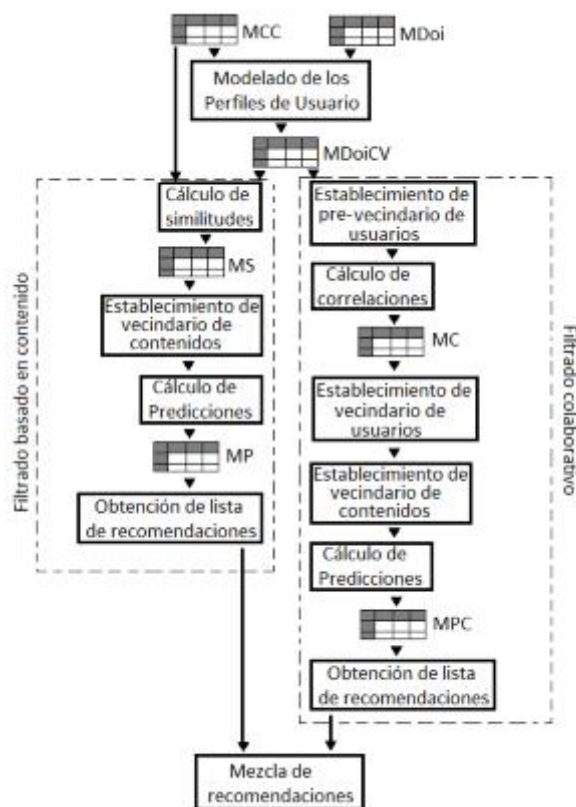 MCC
MDoi
Modelado de los
Perfiles de Usuario
MDoiCV
Filtrado basado en contenido
Cálculo de
similitudes
MS
Establecimiento de
vecindario de
contenidos
Cálculo de
Predicciones
MP
Obtención de lista
de recomendaciones
Filtrado colaborativo
Establecimiento de
pre-vecindario de
usuarios
Cálculo de
correlaciones
MC
Establecimiento de
vecindario de
usuarios
Establecimiento de
vecindario de
contenidos
Cálculo de
Predicciones
MPC
Obtención de lista
de recomendaciones
Mezcla de
recomendaciones